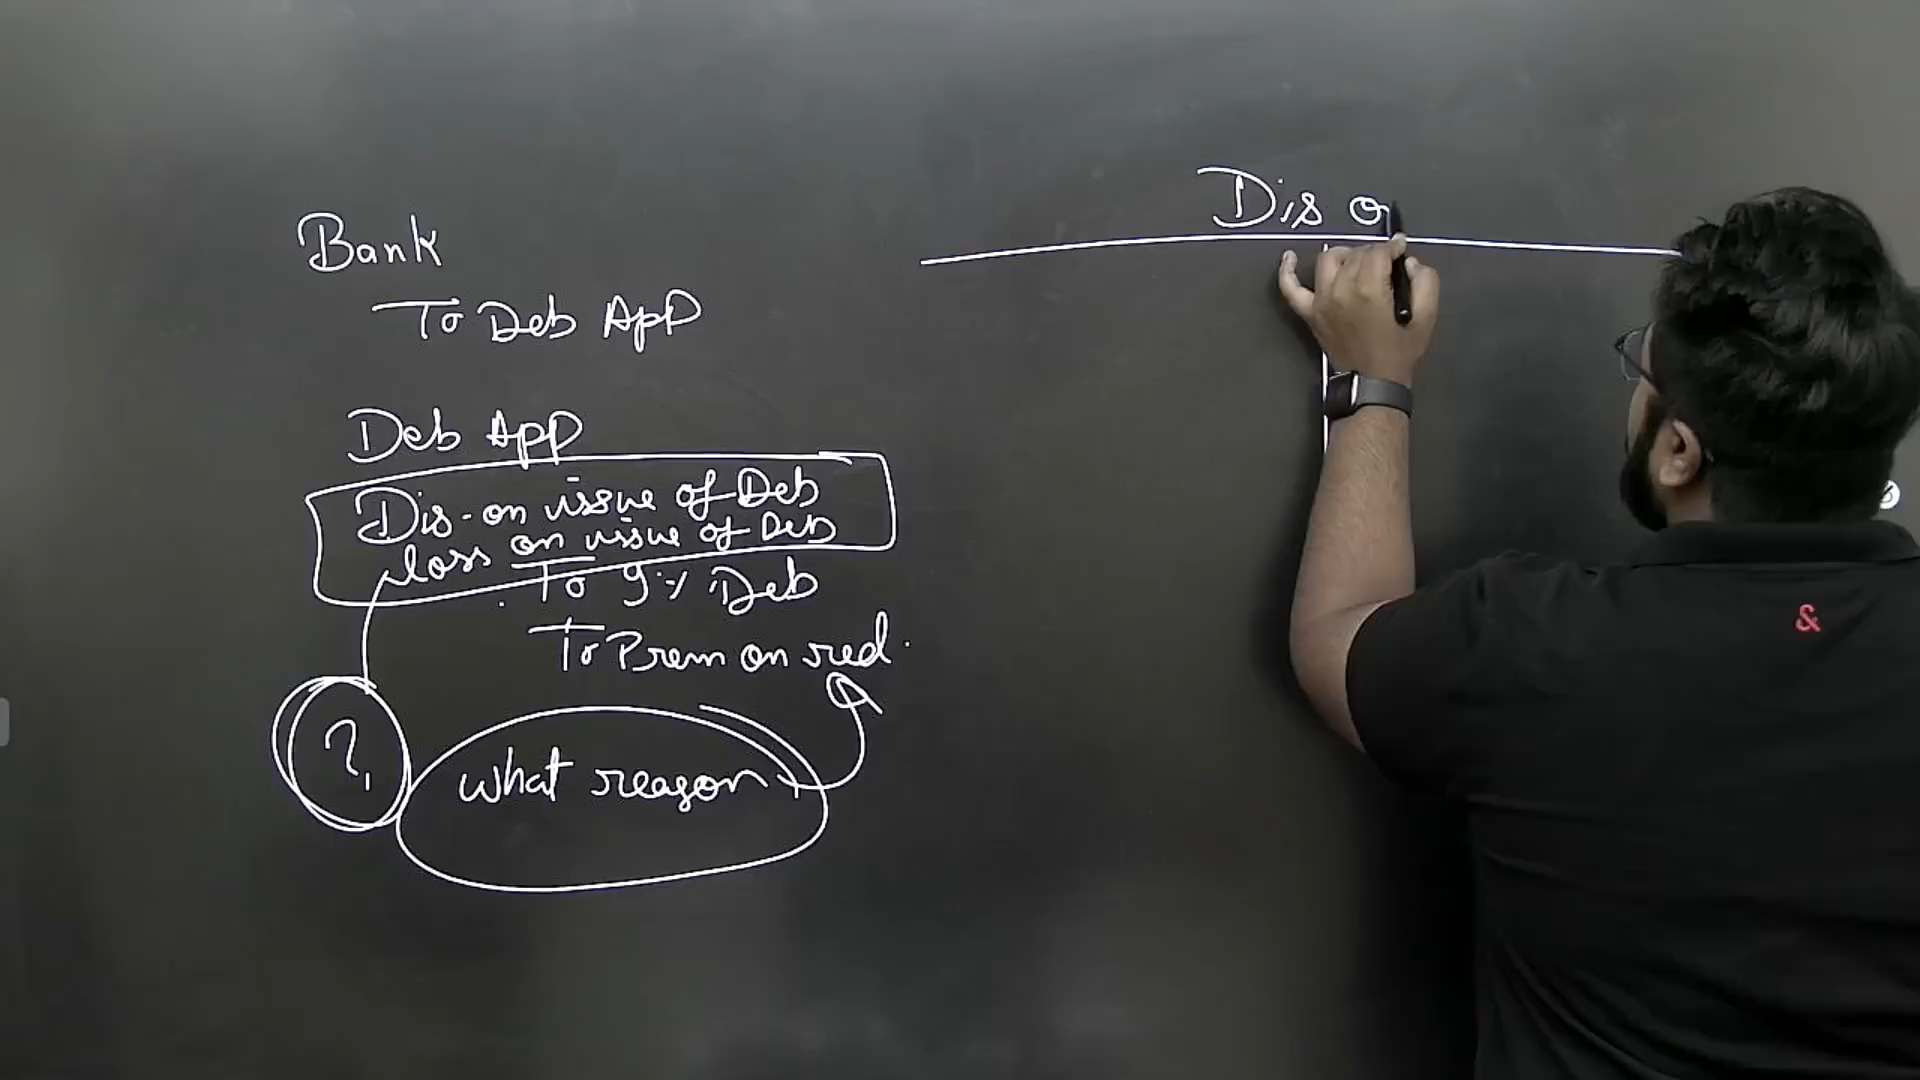 Bank
To Deb App
Deb App
Dis. on issue of Deb
loss on issue of Deb
To 9% Deb
To Prem on red.
?
what reason
Dis o
&